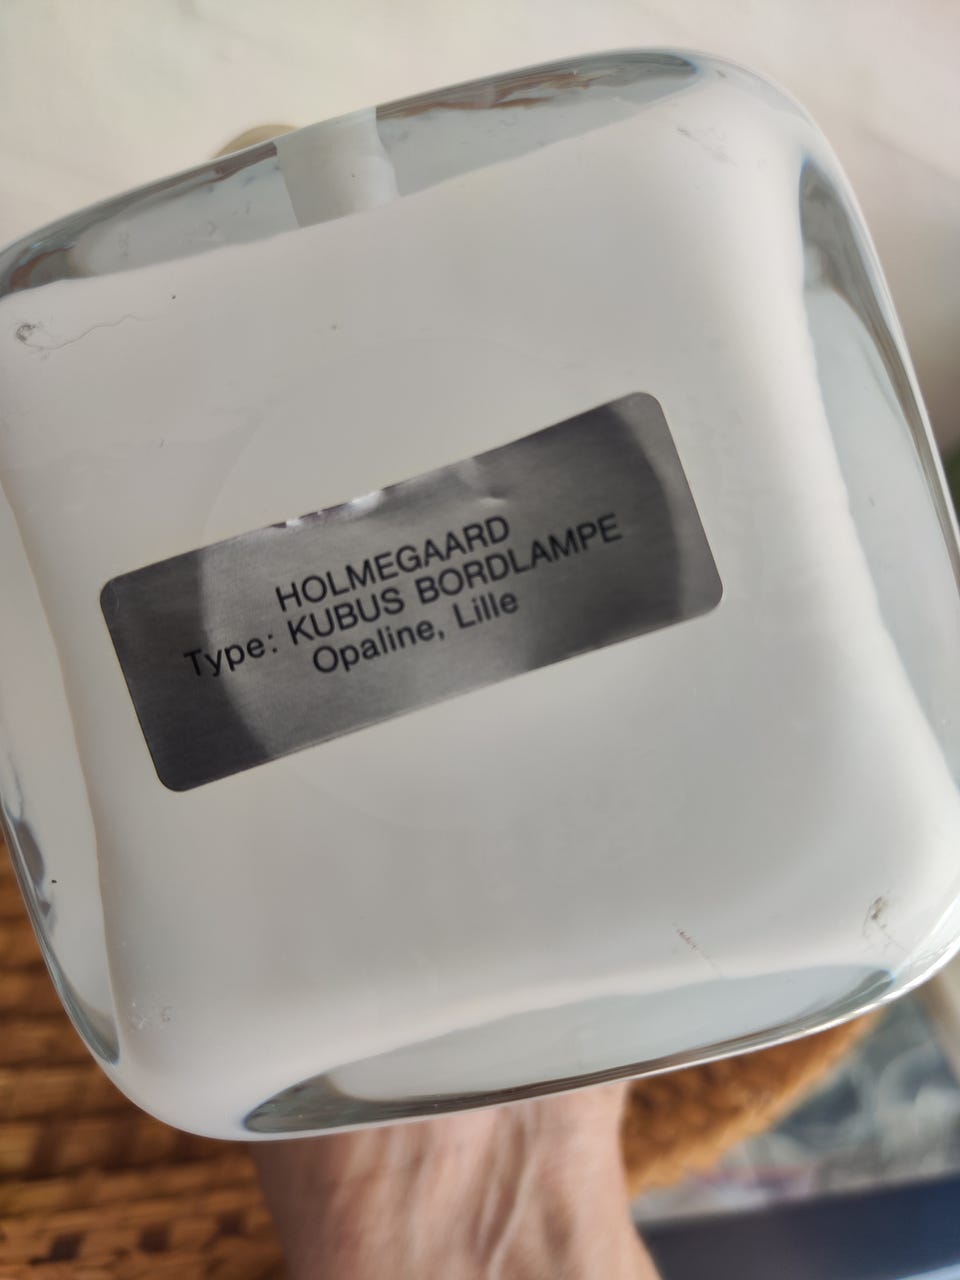 HOLMEGAARD
Type: KUBUS BORDLAMPE
Opaline, Lille